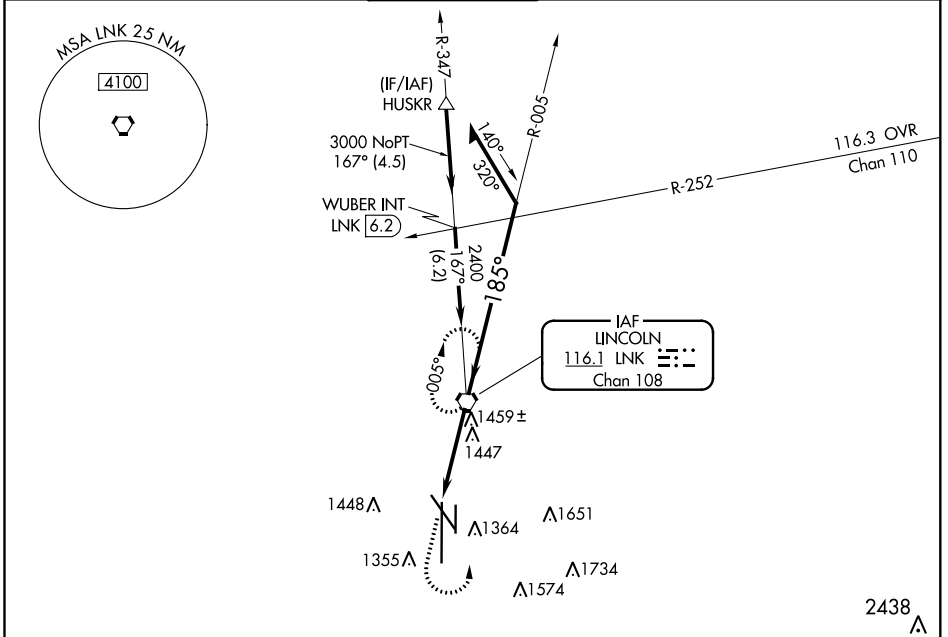 MSA LNK 25 NM
4100
R-347
(IF/IAF)
HUSKR
3000 NoPT
167° (4.5)
WUBER INT
LNK 6.2
140°
320°
R-005
116.3 OVR
Chan 110
R-252
2400
167°
(6.2)
185°
005°
IAF
LINCOLN
116.1 LNK
Chan 108
1459±
1447
1448
1364
1651
1355
1734
1574
2438